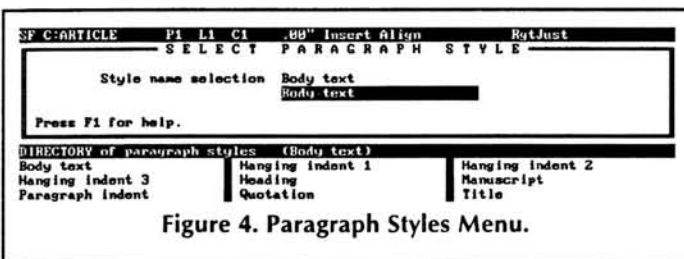 SF C:ARTICLE P1 L1 C1 .00" Insert Align RgtJust
SELECT PARAGRAPH STYLE
Style name selection Body text
Body text
Press F1 for help.
DIRECTORY of paragraph styles (Body text)
Body text Hanging indent 1 Hanging indent 2
Hanging indent 3 Heading Manuscript
Paragraph indent Quotation Title
Figure 4. Paragraph Styles Menu.